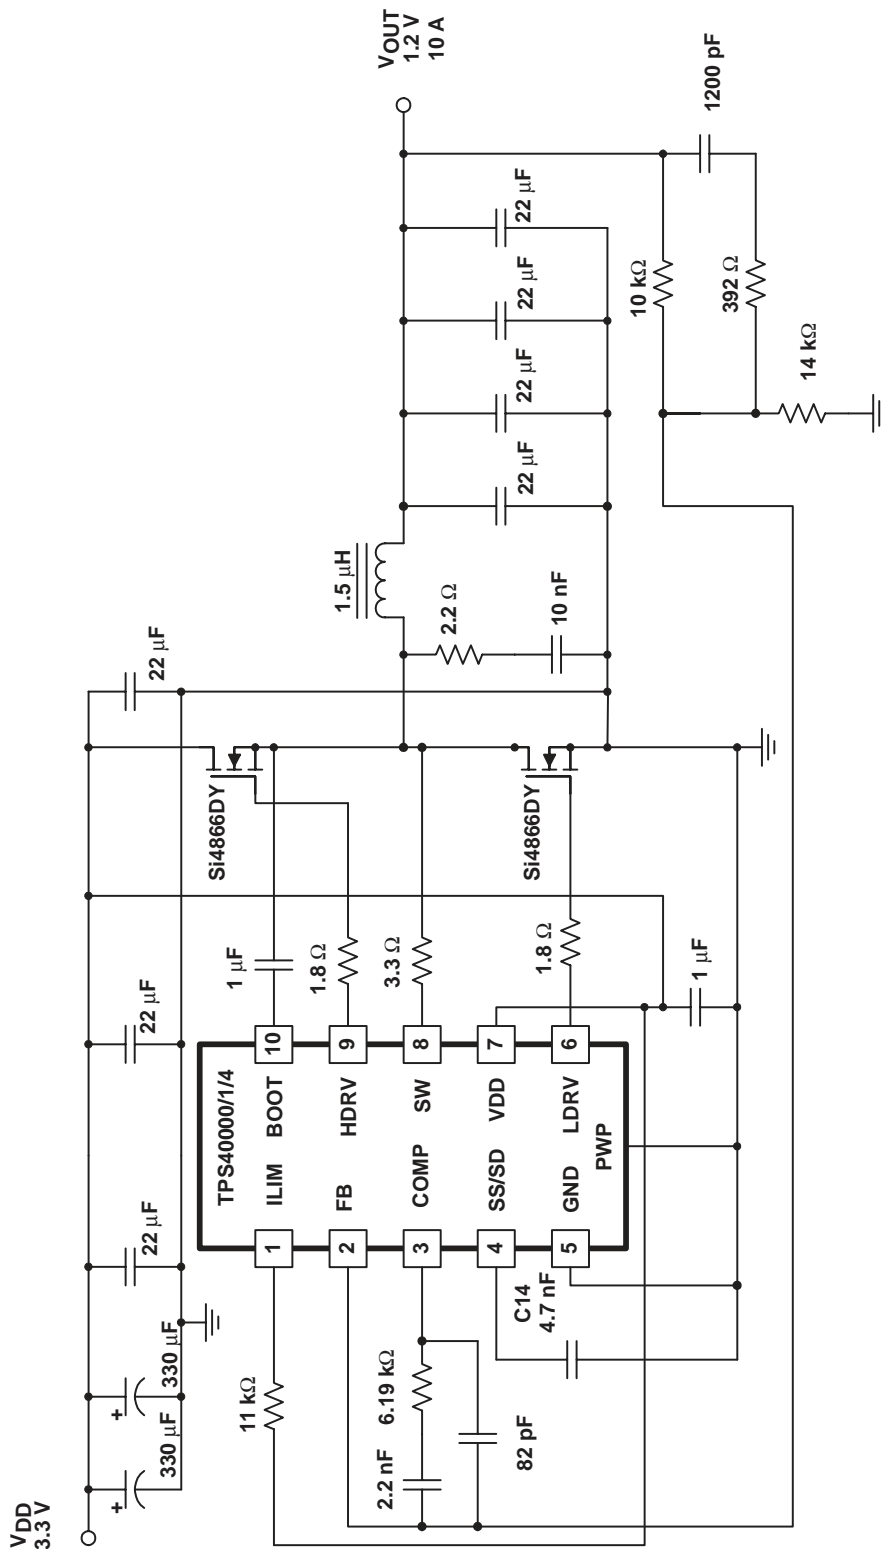 VDD
3.3 V
330 µF
330 µF
22 µF
22 µF
22 µF
11 kΩ
2.2 nF
6.19 kΩ
82 pF
C14
4.7 nF
TPS40000/1/4
1
ILIM
BOOT
10
2
FB
HDRV
9
3
COMP
SW
8
4
SS/SD
VDD
7
5
GND
LDRV
6
PWP
1 µF
1.8 Ω
3.3 Ω
1.8 Ω
1 µF
Si4866DY
Si4866DY
1.5 µH
2.2 Ω
10 nF
22 µF
22 µF
22 µF
22 µF
VOUT
1.2 V
10 A
10 kΩ
1200 pF
392 Ω
14 kΩ